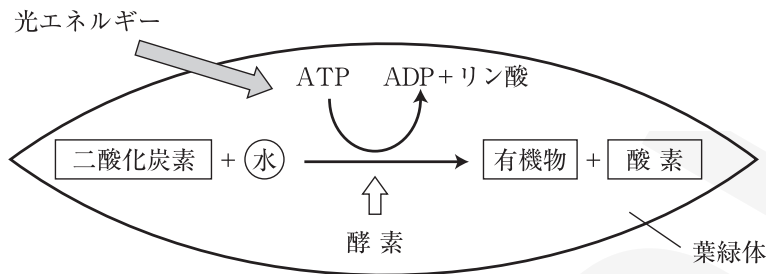 光エネルギー
ATP ADP+リン酸
二酸化炭素 + 水 有機物 + 酸素
酵素
葉緑体